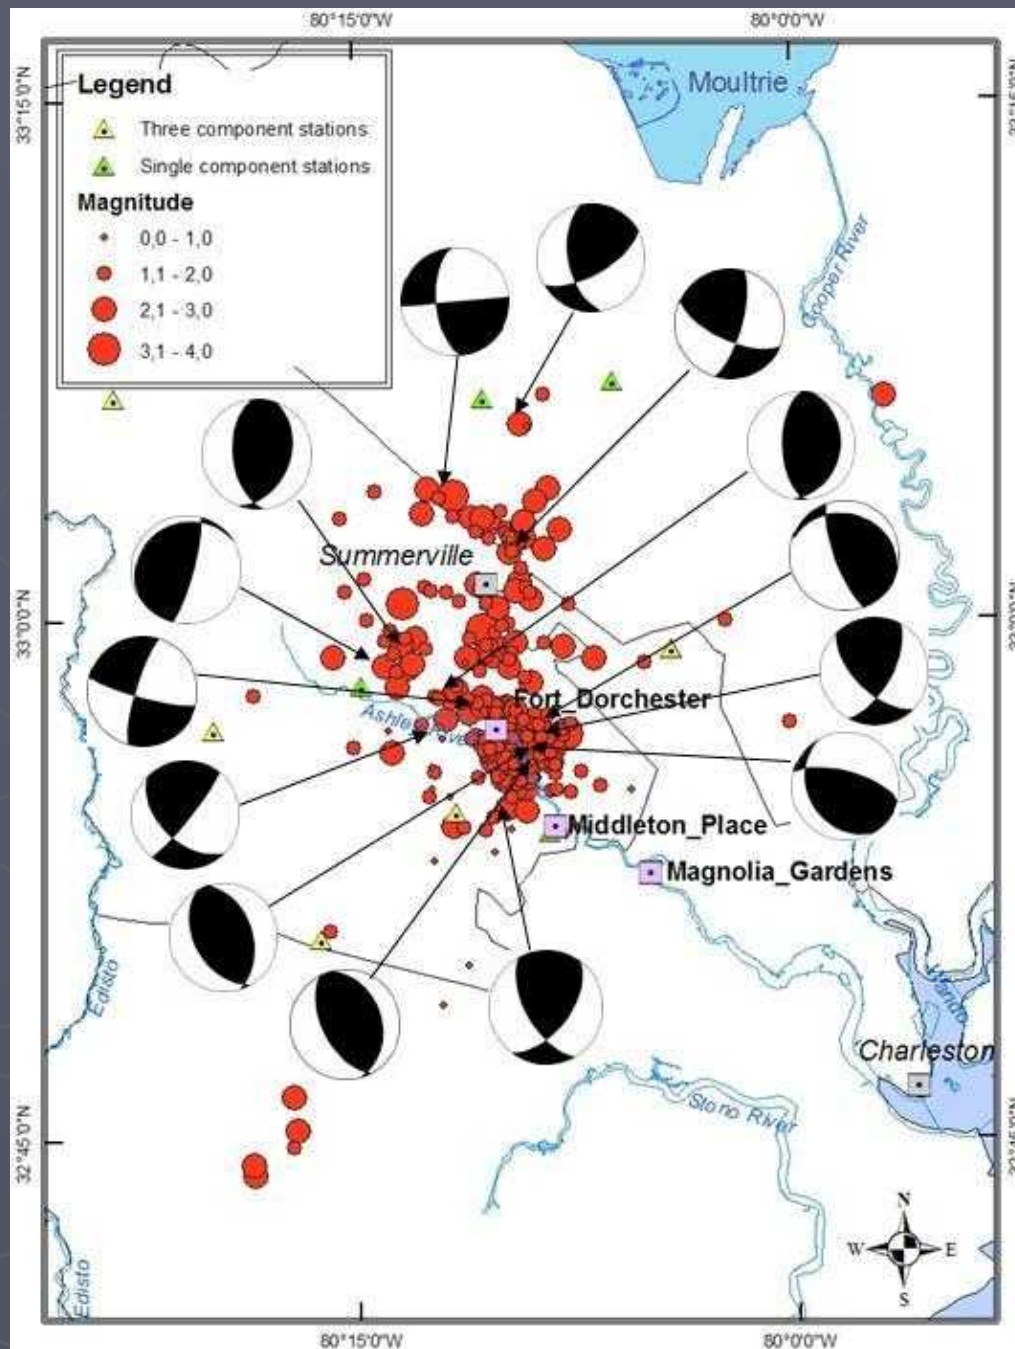 80°15'0"W
80°0'0"W
33°15'0"N
Legend
Three component stations
Single component stations
Magnitude
0,0 - 1,0
1,1 - 2,0
2,1 - 3,0
3,1 - 4,0
Moultrie
Cooper River
Summerville
33°0'0"N
Fort_Dorchester
Middleton_Place
Magnolia_Gardens
Edisto
Wando
Charleston
Stono River
32°45'0"N
N
W
E
S
Edisto
80°15'0"W
80°0'0"W